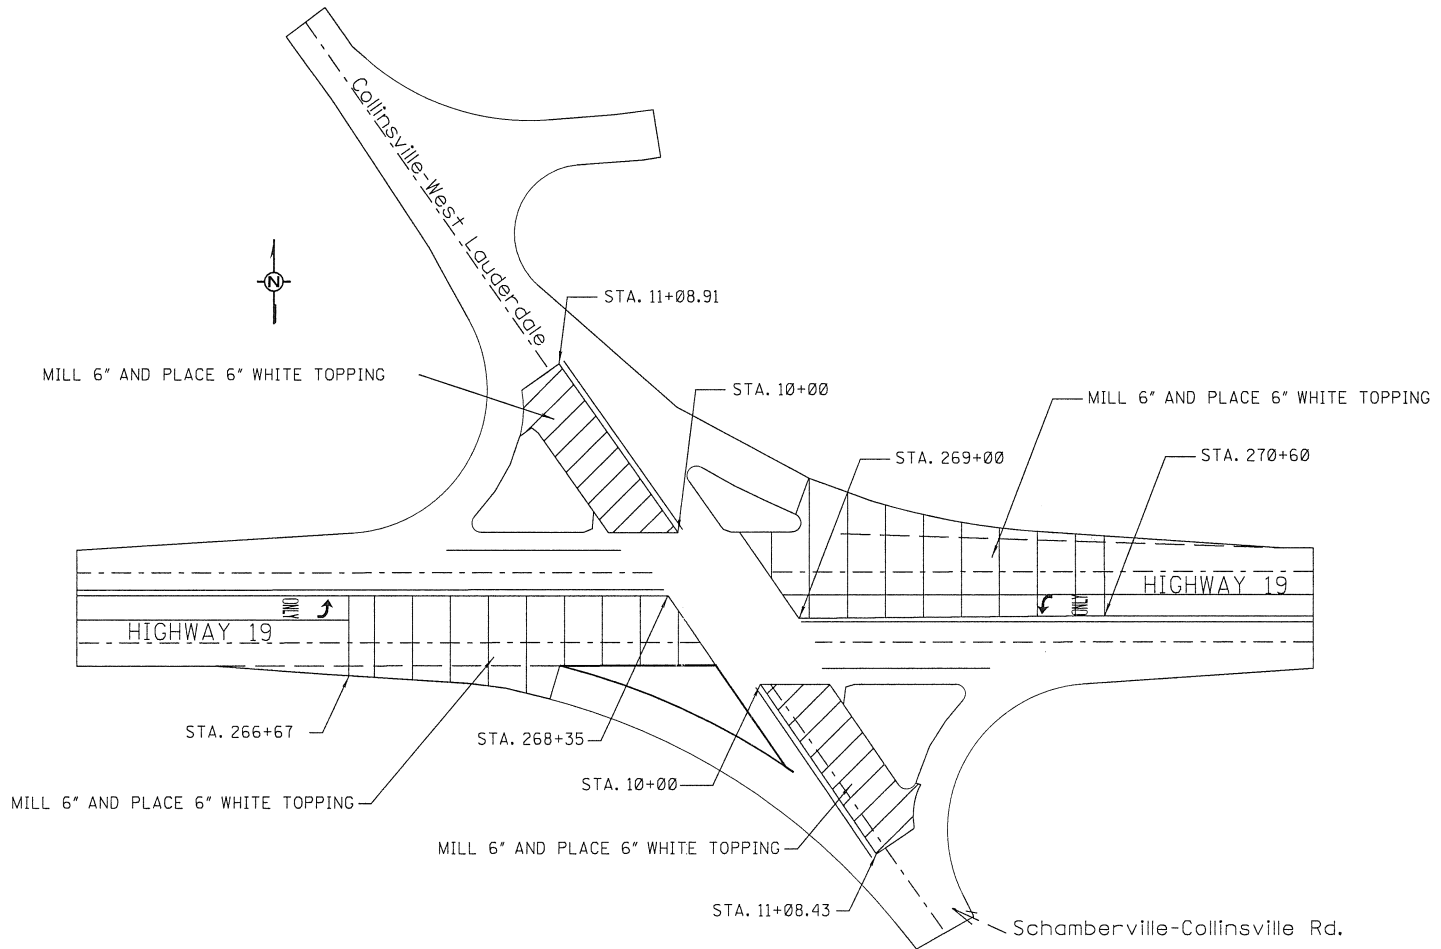 Collinsville-West Lauderdale
N
STA. 11+08.91
MILL 6" AND PLACE 6" WHITE TOPPING
STA. 10+00
MILL 6" AND PLACE 6" WHITE TOPPING
STA. 269+00
STA. 270+60
HIGHWAY 19
ONLY
ONLY
HIGHWAY 19
STA. 266+67
STA. 268+35
STA. 10+00
MILL 6" AND PLACE 6" WHITE TOPPING
MILL 6" AND PLACE 6" WHITE TOPPING
STA. 11+08.43
Schamberville-Collinsville Rd.